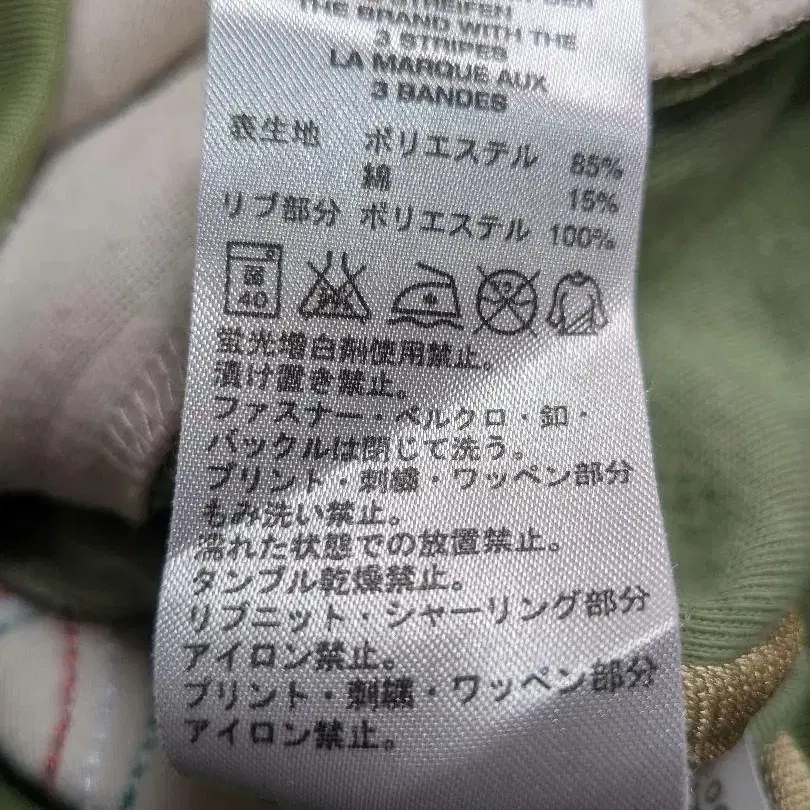 STREIFEN
THE BRAND WITH THE
3 STRIPES
LA MARQUE AUX
3 BANDES
表生地 ポリエステル 85%
綿 15%
リブ部分 ポリエステル 100%
弱
40
蛍光増白剤使用禁止。
漬け置き禁止。
ファスナー・ベルクロ・釦・
バックルは閉じて洗う。
プリント・刺繍・ワッペン部分
もみ洗い禁止。
濡れた状態での放置禁止。
タンブル乾燥禁止。
リブニット・シャーリング部分
アイロン禁止。
プリント・刺繍・ワッペン部分
アイロン禁止。